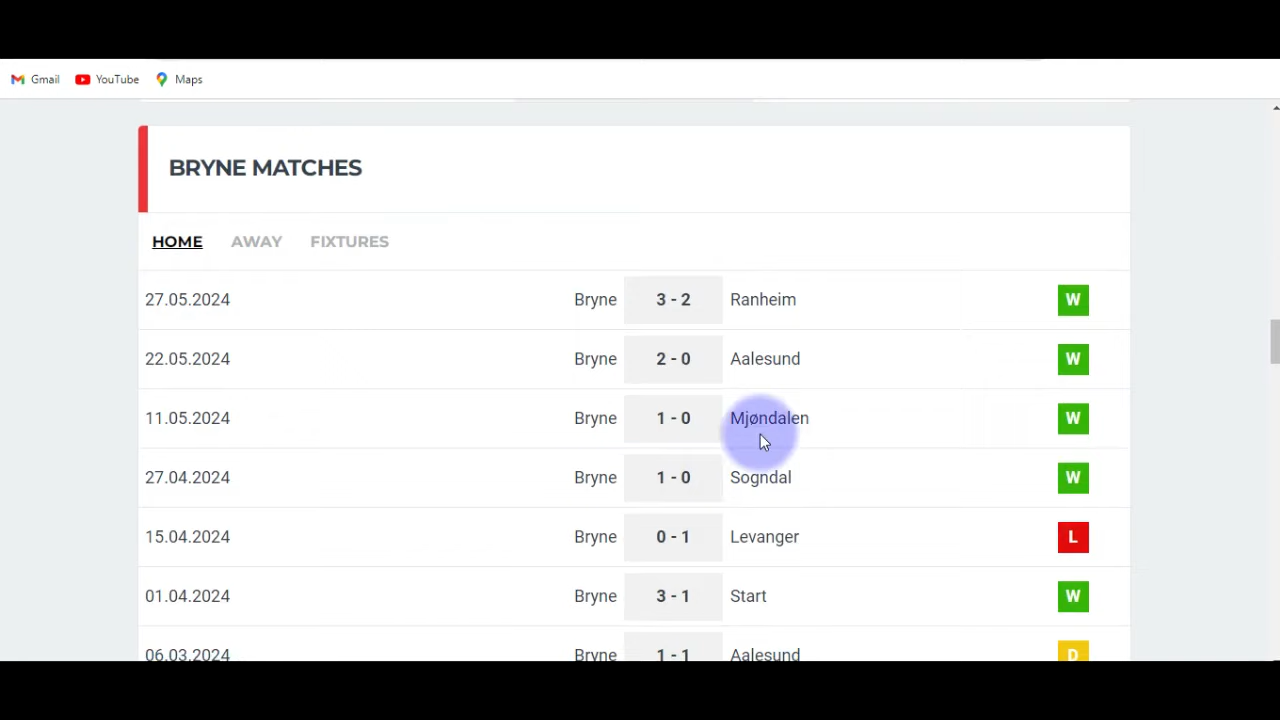 Gmail YouTube Maps
BRYNE MATCHES
HOME AWAY FIXTURES
27.05.2024 Bryne 3 - 2 Ranheim W
22.05.2024 Bryne 2 - 0 Aalesund W
11.05.2024 Bryne 1 - 0 Mjøndalen W
27.04.2024 Bryne 1 - 0 Sogndal W
15.04.2024 Bryne 0 - 1 Levanger L
01.04.2024 Bryne 3 - 1 Start W
06.03.2024 Bryne 1 - 1 Aalesund D